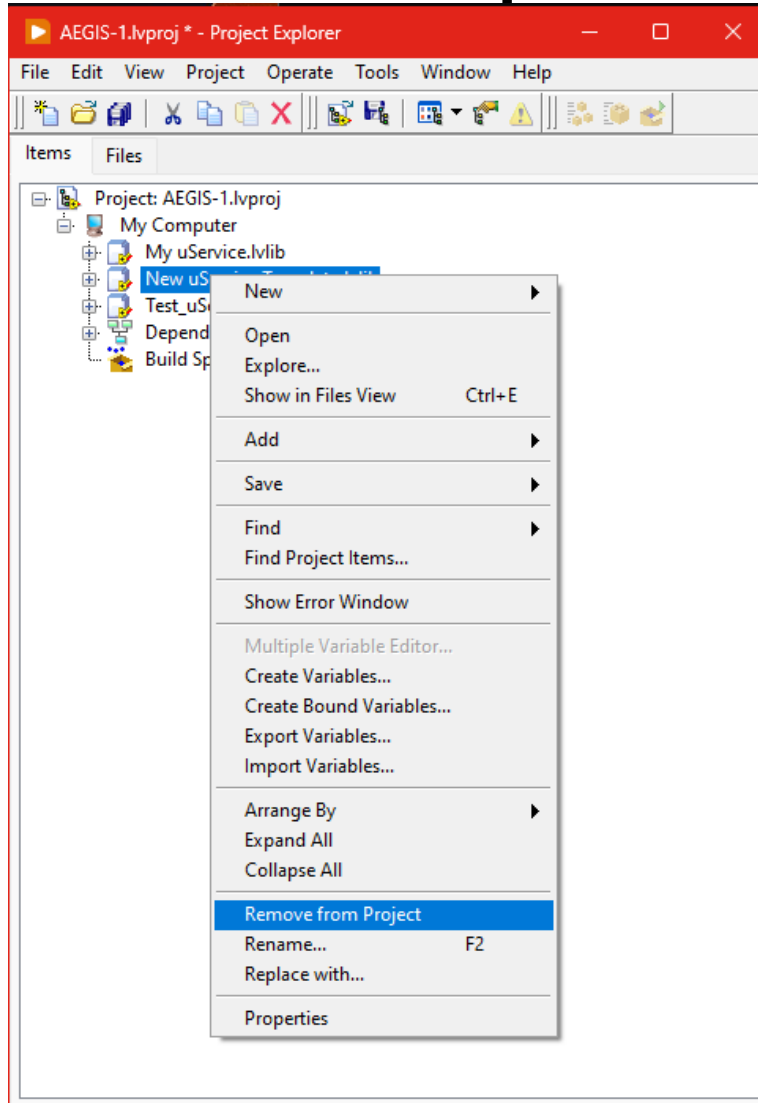 AEGIS-1.lvproj * - Project Explorer
File Edit View Project Operate Tools Window Help
Items Files
Project: AEGIS-1.lvproj
My Computer
My uService.lvlib
New uS
Test_uS
Depend
Build Sp
New
Open
Explore...
Show in Files View Ctrl+E
Add
Save
Find
Find Project Items...
Show Error Window
Multiple Variable Editor...
Create Variables...
Create Bound Variables...
Export Variables...
Import Variables...
Arrange By
Expand All
Collapse All
Remove from Project
Rename... F2
Replace with...
Properties